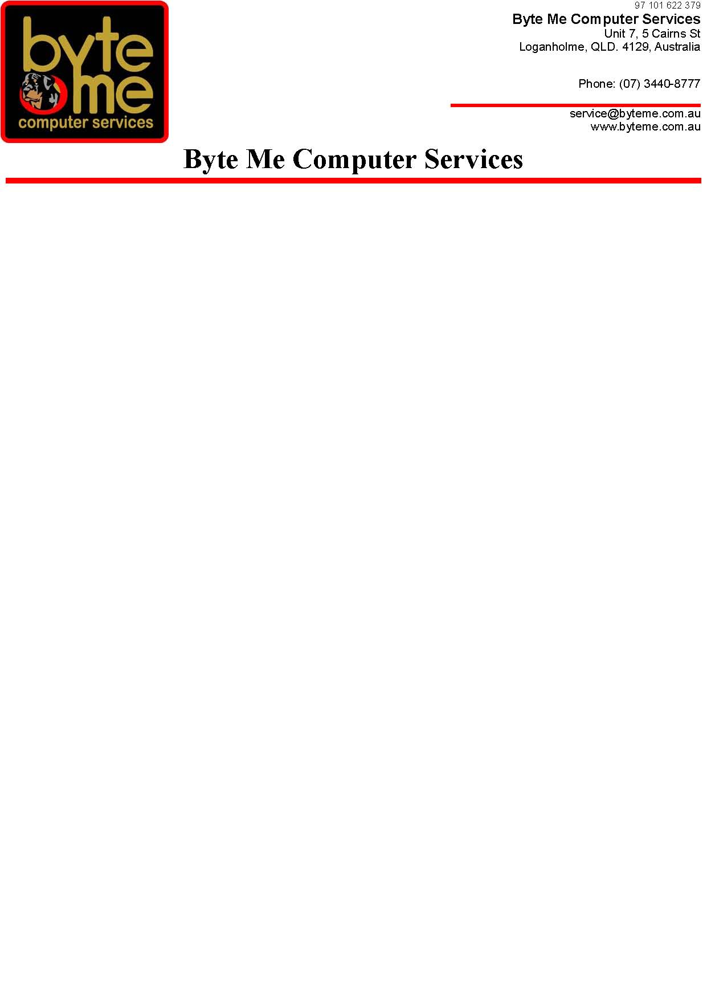 byte
me
computer services
97 101 622 379
Byte Me Computer Services
Unit 7, 5 Cairns St
Loganholme, QLD. 4129, Australia
Phone: (07) 3440-8777
service@byteme.com.au
www.byteme.com.au
Byte Me Computer Services